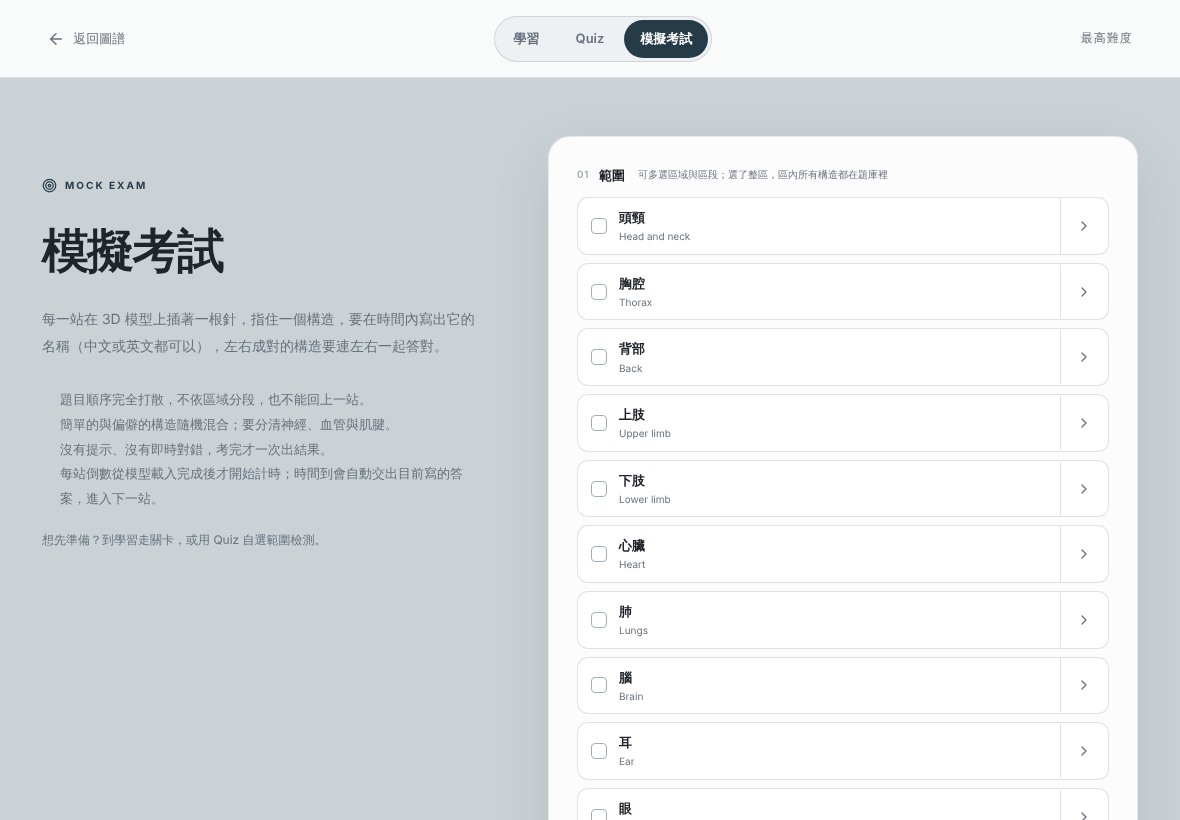 返回圖譜
學習
Quiz
模擬考試
最高難度
MOCK EXAM
模擬考試
每一站在 3D 模型上插著一根針，指住一個構造，要在時間內寫出它的
名稱（中文或英文都可以），左右成對的構造要連左右一起答對。
題目順序完全打散，不依區域分段，也不能回上一站。
簡單的與偏僻的構造隨機混合；要分清神經、血管與肌腱。
沒有提示、沒有即時對錯，考完才一次出結果。
每站倒數從模型載入完成後才開始計時；時間到會自動交出目前寫的答
案，進入下一站。
想先準備？到學習走關卡，或用 Quiz 自選範圍檢測。
01 範圍 可多選區域與區段；選了整區，區內所有構造都在題庫裡
頭頸
Head and neck
胸腔
Thorax
背部
Back
上肢
Upper limb
下肢
Lower limb
心臟
Heart
肺
Lungs
腦
Brain
耳
Ear
眼